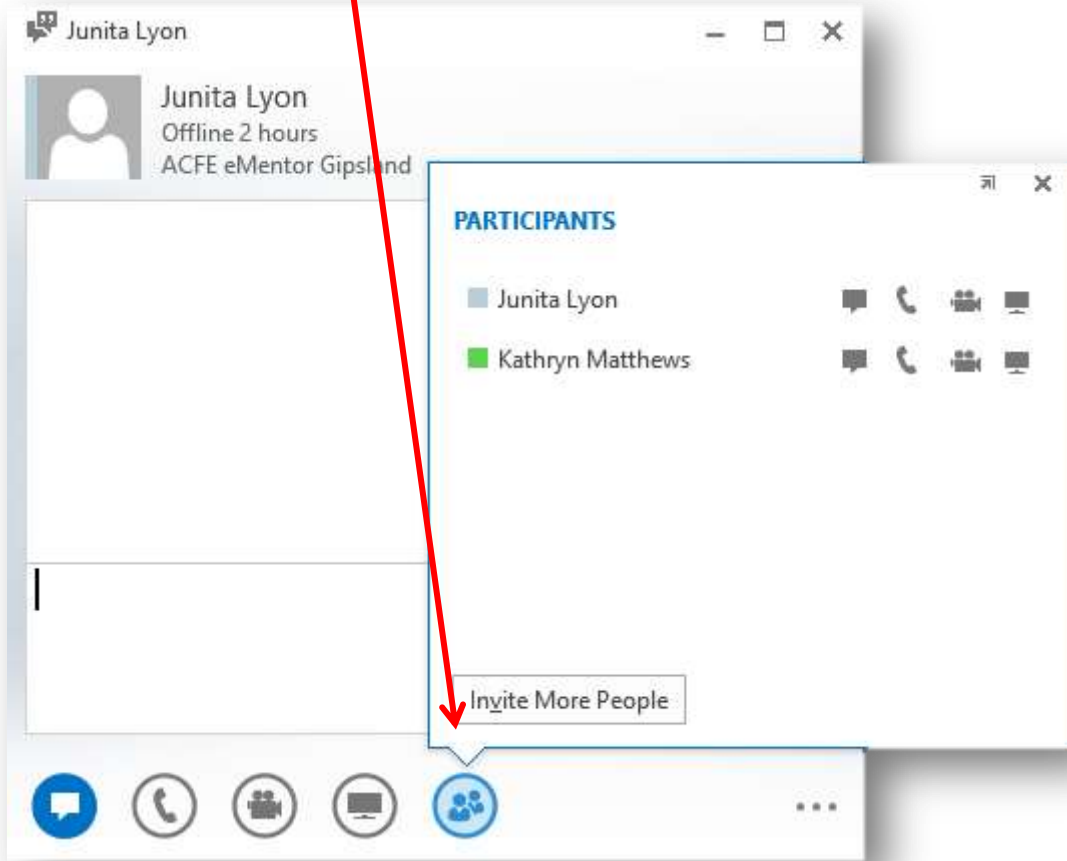 Junita Lyon
Junita Lyon
Offline 2 hours
ACFE eMentor Gipsland
PARTICIPANTS
Junita Lyon
Kathryn Matthews
Invite More People